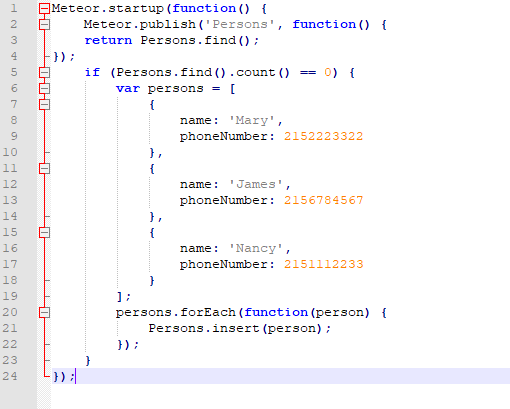 1 Meteor.startup(function() {
2     Meteor.publish('Persons', function() {
3     return Persons.find();
4 });
5     if (Persons.find().count() == 0) {
6         var persons = [
7             {
8                 name: 'Mary',
9                 phoneNumber: 2152223322
10             },
11             {
12                 name: 'James',
13                 phoneNumber: 2156784567
14             },
15             {
16                 name: 'Nancy',
17                 phoneNumber: 2151112233
18             }
19         ];
20         persons.forEach(function(person) {
21             Persons.insert(person);
22         });
23     }
24 });